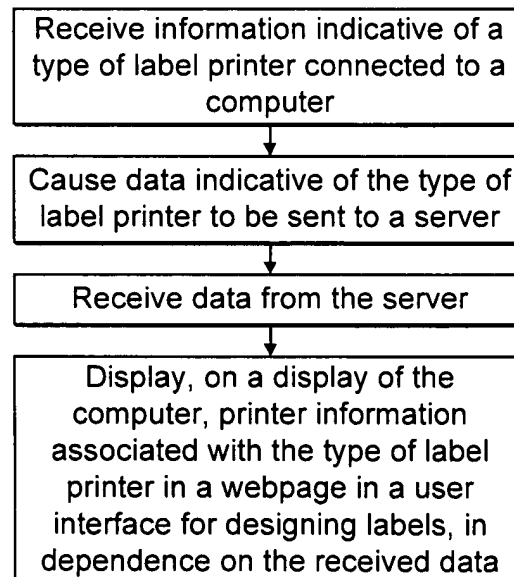 Receive information indicative of a
type of label printer connected to a
computer
Cause data indicative of the type of
label printer to be sent to a server
Receive data from the server
Display, on a display of the
computer, printer information
associated with the type of label
printer in a webpage in a user
interface for designing labels, in
dependence on the received data